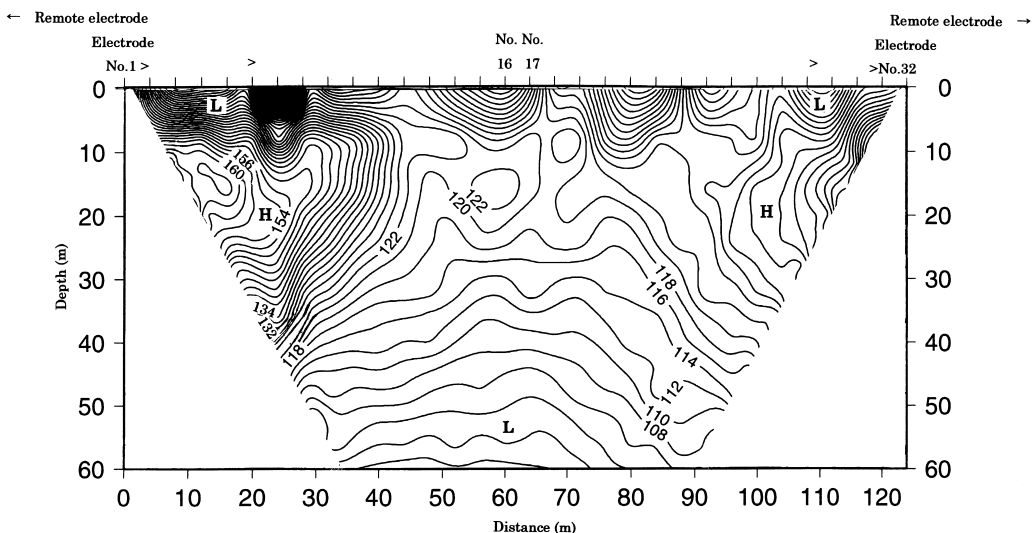 ← Remote electrode
Remote electrode →
Electrode
No. No.
Electrode
No.1 >
>
16 17
>
>No.32
0 0
L L
10 10
156
160
122
120
20 20
H H
154
122
118
116
30 30
134
132
118
114
40 40
112
110
108
50 50
L
60 60
0 10 20 30 40 50 60 70 80 90 100 110 120
Depth (m)
Distance (m)